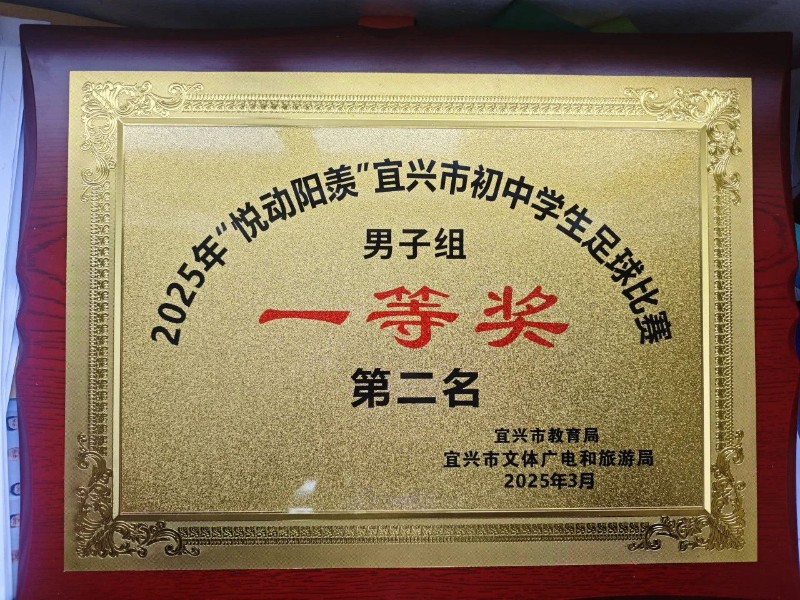 2025年“悦动阳羡”宜兴市初中学生足球比赛
男子组
一等奖
第二名
宜兴市教育局
宜兴市文体广电和旅游局
2025年3月